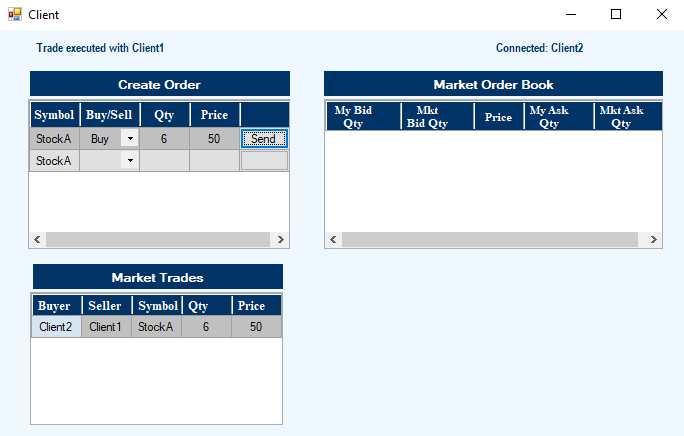 Client
Trade executed with Client1
Connected: Client2
Create Order
Symbol Buy/Sell Qty Price
StockA Buy 6 50 Send
StockA
Market Order Book
My Bid Qty Mkt Bid Qty Price My Ask Qty Mkt Ask Qty
Market Trades
Buyer Seller Symbol Qty Price
Client2 Client1 StockA 6 50